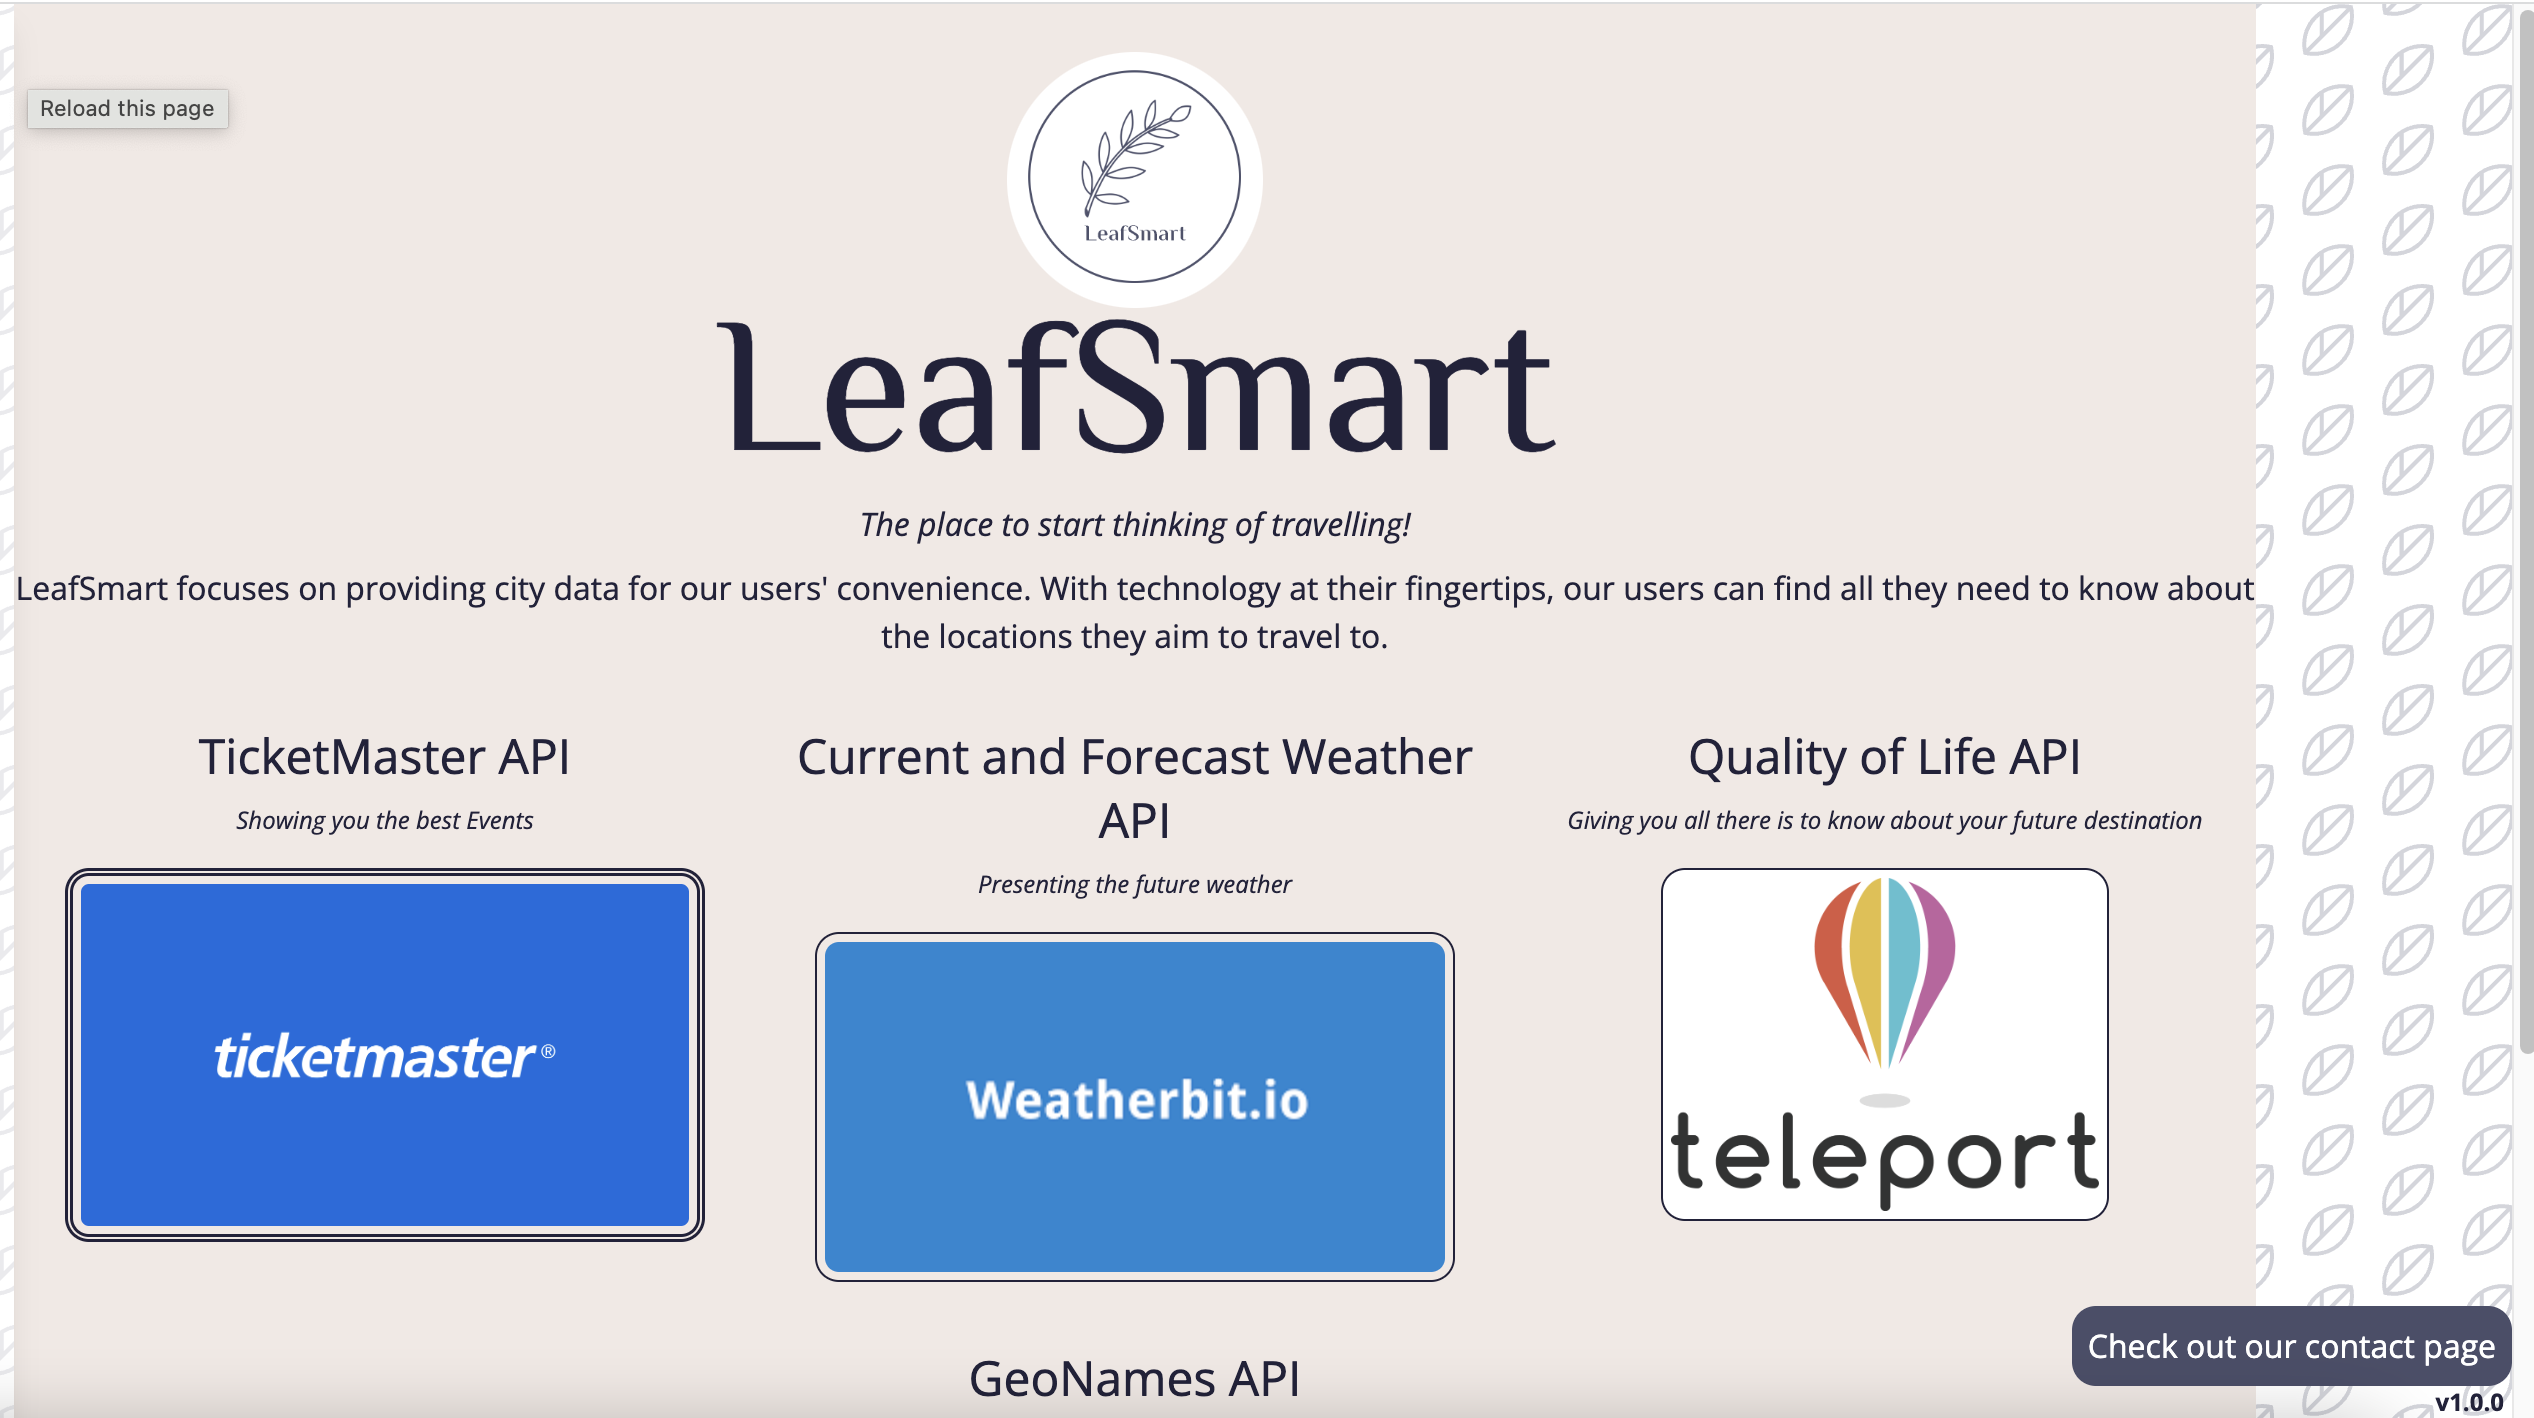 Reload this page
LeafSmart
LeafSmart
The place to start thinking of travelling!
LeafSmart focuses on providing city data for our users' convenience. With technology at their fingertips, our users can find all they need to know about
the locations they aim to travel to.
TicketMaster API
Showing you the best Events
ticketmaster®
Current and Forecast Weather
API
Presenting the future weather
Weatherbit.io
Quality of Life API
Giving you all there is to know about your future destination
teleport
GeoNames API
Check out our contact page
v1.0.0